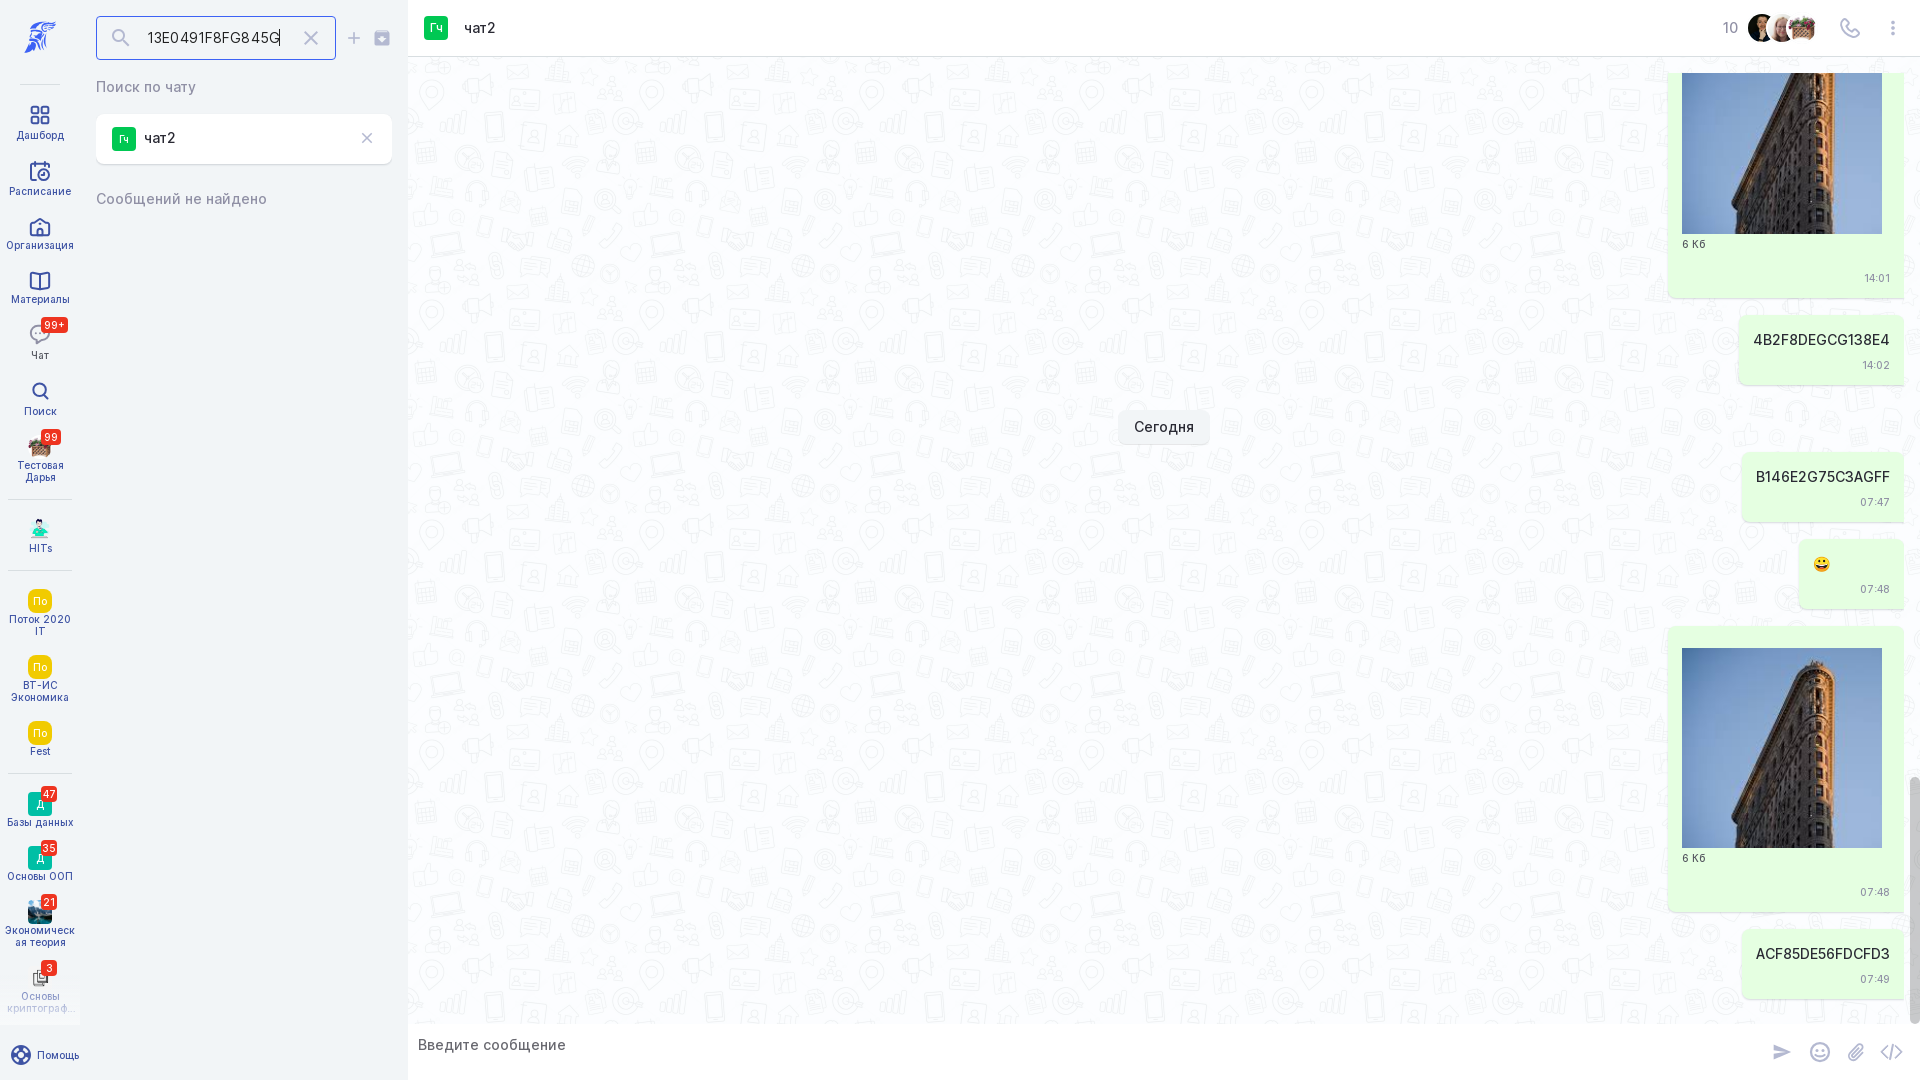 13E0491F8FG845G
Поиск по чату
Гч
чат2
Сообщений не найдено
Дашборд
Расписание
Организация
Материалы
99+
Чат
Поиск
99
Тестовая
Дарья
HITs
По
Поток 2020
IT
По
ВТ-ИС
Экономика
По
Fest
47
Д
Базы данных
35
Д
Основы ООП
21
Экономическ
ая теория
3
Основы
криптограф...
Помощь
Гч
чат2
10
6 Кб
14:01
4B2F8DEGCG138E4
14:02
Сегодня
B146E2G75C3AGFF
07:47
😀
07:48
6 Кб
07:48
ACF85DE56FDCFD3
07:49
Введите сообщение